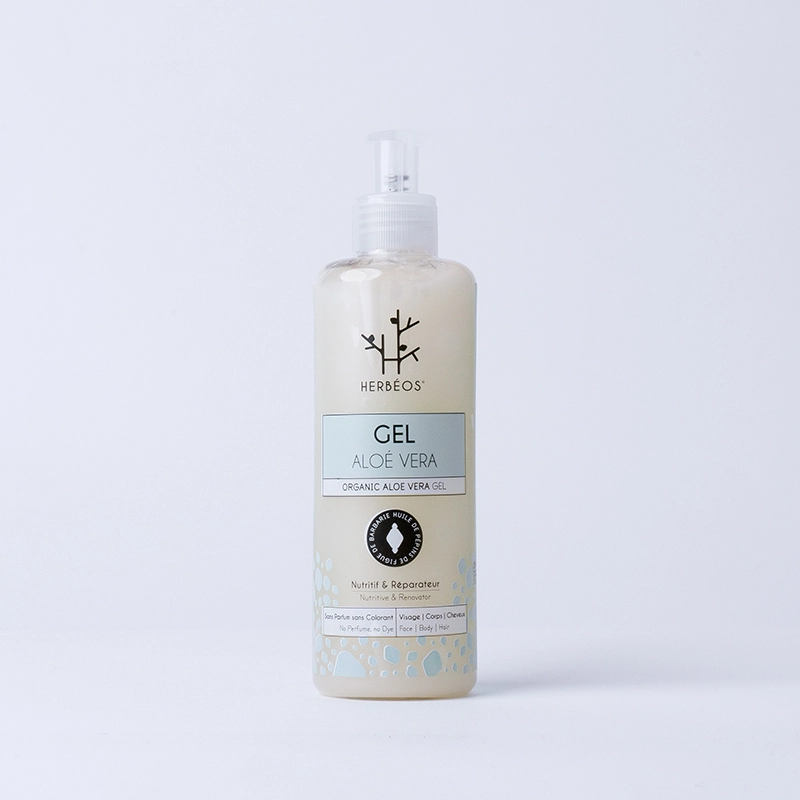 HERBÉOS
GEL
ALOÉ VERA
ORGANIC ALOE VERA GEL
HUILE DE PÉPINS DE FIGUE DE BARBARIE
Nutritif & Réparateur
Nutritive & Renovator
Sans Parfum sans Colorant
No Perfume, no Dye
Visage | Corps | Cheveux
Face | Body | Hair